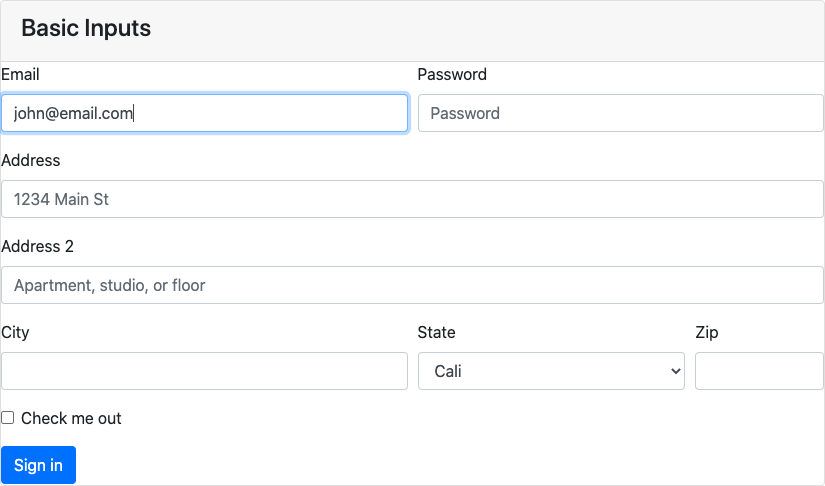 Basic Inputs
Email Password
john@email.com Password
Address
1234 Main St
Address 2
Apartment, studio, or floor
City State Zip
Cali
Check me out
Sign in